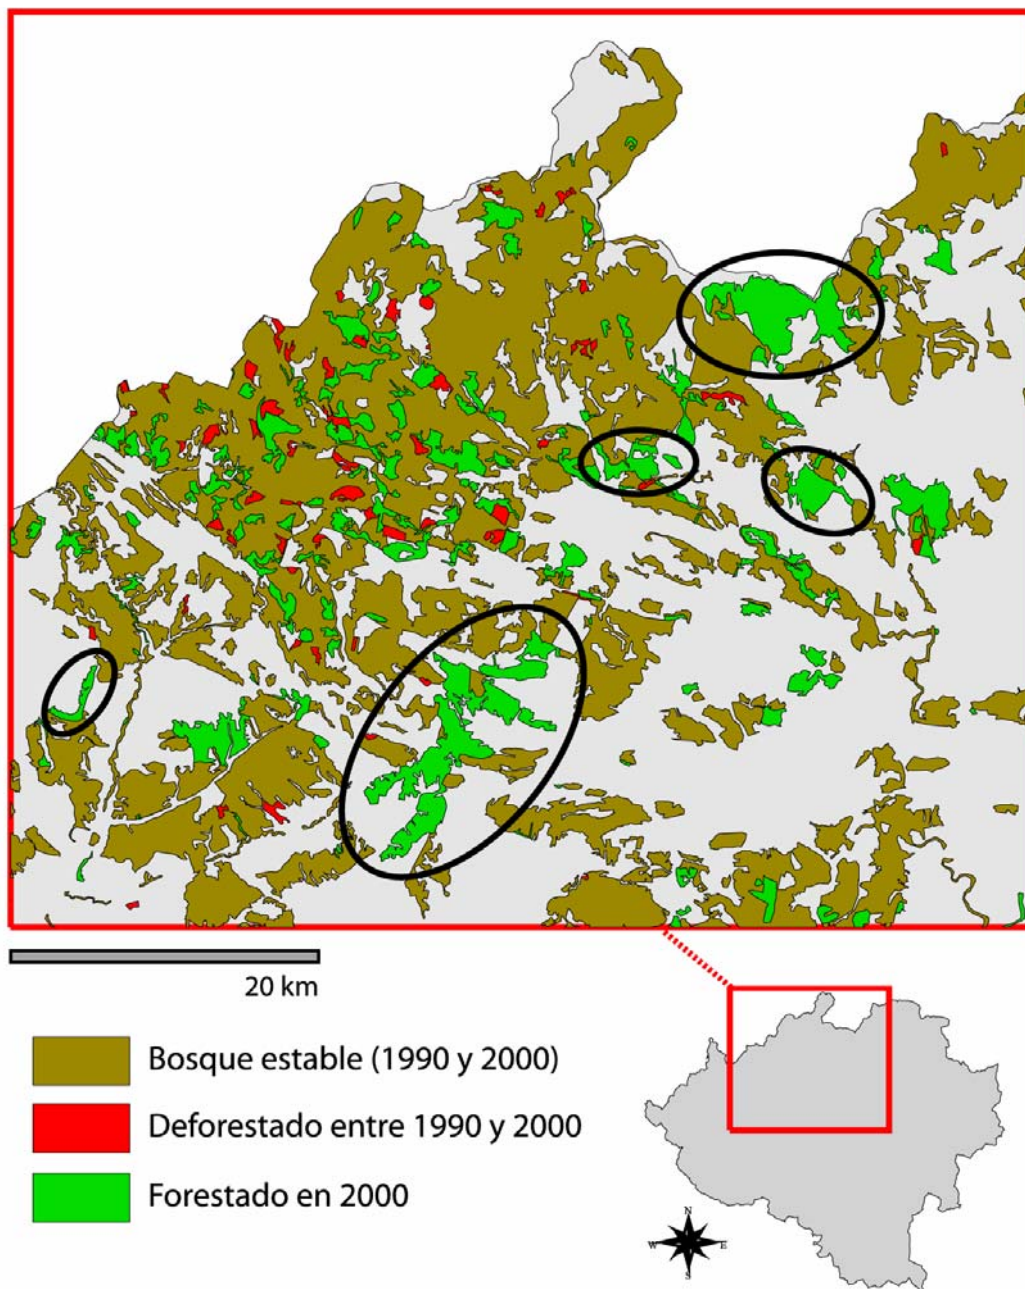 20 km
Bosque estable (1990 y 2000)
Deforestado entre 1990 y 2000
Forestado en 2000
N
W E
S